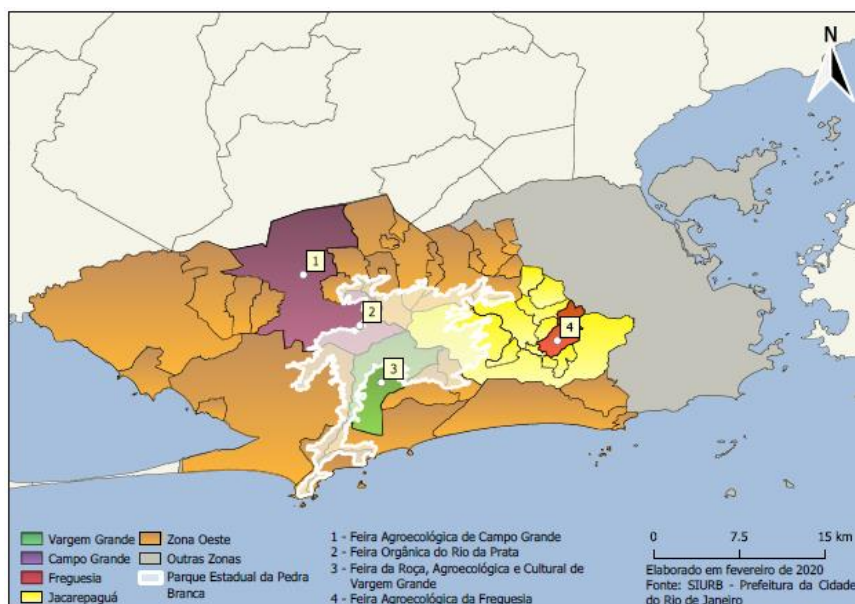 N
1
2
3
4
Vargem Grande
Campo Grande
Freguesia
Jacarepaguá
Zona Oeste
Outras Zonas
Parque Estadual da Pedra
Branca
1 - Feira Agroecológica de Campo Grande
2 - Feira Orgânica do Rio da Prata
3 - Feira da Roça, Agroecológica e Cultural de
Vargem Grande
4 - Feira Agroecológica da Freguesia
0 7.5 15 km
Elaborado em fevereiro de 2020
Fonte: SIURB - Prefeitura da Cidade
do Rio de Janeiro